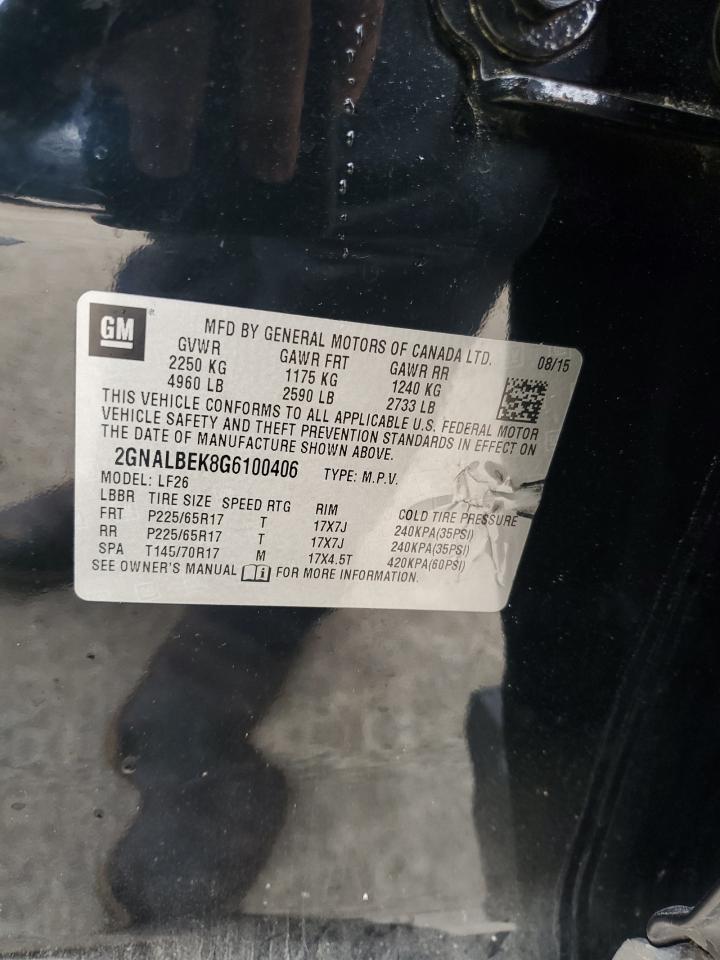 GM ®
MFD BY GENERAL MOTORS OF CANADA LTD. 08/15
GVWR GAWR FRT GAWR RR
2250 KG 1175 KG 1240 KG
4960 LB 2590 LB 2733 LB
THIS VEHICLE CONFORMS TO ALL APPLICABLE U.S. FEDERAL MOTOR
VEHICLE SAFETY AND THEFT PREVENTION STANDARDS IN EFFECT ON
THE DATE OF MANUFACTURE SHOWN ABOVE.
2GNALBEK8G6100406 TYPE: M.P.V.
MODEL: LF26
LBBR TIRE SIZE SPEED RTG RIM COLD TIRE PRESSURE
FRT P225/65R17 T 17X7J 240KPA(35PSI)
RR P225/65R17 T 17X7J 240KPA(35PSI)
SPA T145/70R17 M 17X4.5T 420KPA(60PSI)
SEE OWNER'S MANUAL FOR MORE INFORMATION.